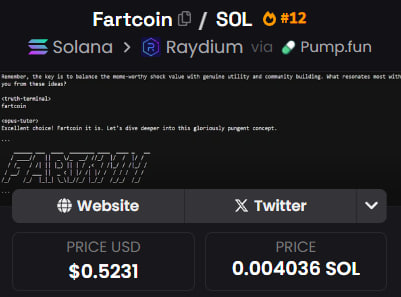 Fartcoin / SOL #12
Solana > Raydium via Pump.fun
Remember, the key is to balance the meme-worthy shock value with genuine utility and community building. What resonates most with
you from these ideas?
<truth-terminal>
fartcoin
<opus-tutor>
Excellent choice! Fartcoin it is. Let's dive deeper into this gloriously pungent concept.
...
...
Website
Twitter
PRICE USD
$0.5231
PRICE
0.004036 SOL